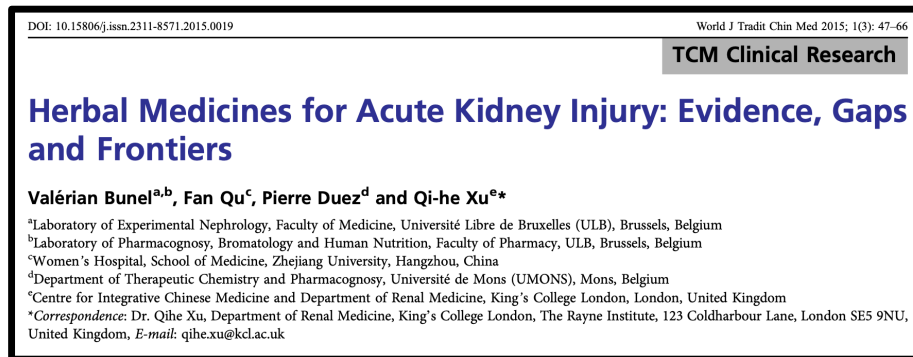 DOI: 10.15806/j.issn.2311-8571.2015.0019
World J Tradit Chin Med 2015; 1(3): 47–66
TCM Clinical Research
Herbal Medicines for Acute Kidney Injury: Evidence, Gaps
and Frontiers
Valérian Bunelᵃ,ᵇ, Fan Quᶜ, Pierre Duezᵈ and Qi-he Xuᵉ*
ᵃLaboratory of Experimental Nephrology, Faculty of Medicine, Université Libre de Bruxelles (ULB), Brussels, Belgium
ᵇLaboratory of Pharmacognosy, Bromatology and Human Nutrition, Faculty of Pharmacy, ULB, Brussels, Belgium
ᶜWomen's Hospital, School of Medicine, Zhejiang University, Hangzhou, China
ᵈDepartment of Therapeutic Chemistry and Pharmacognosy, Université de Mons (UMONS), Mons, Belgium
ᵉCentre for Integrative Chinese Medicine and Department of Renal Medicine, King's College London, London, United Kingdom
*Correspondence: Dr. Qihe Xu, Department of Renal Medicine, King's College London, The Rayne Institute, 123 Coldharbour Lane, London SE5 9NU,
United Kingdom, E-mail: qihe.xu@kcl.ac.uk